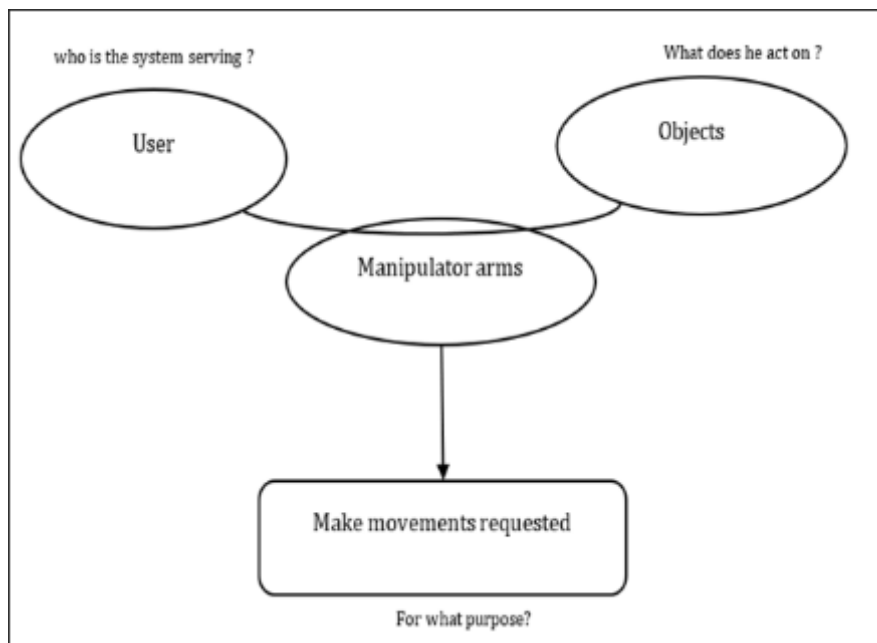 who is the system serving ?
What does he act on ?
User
Objects
Manipulator arms
Make movements requested
For what purpose?